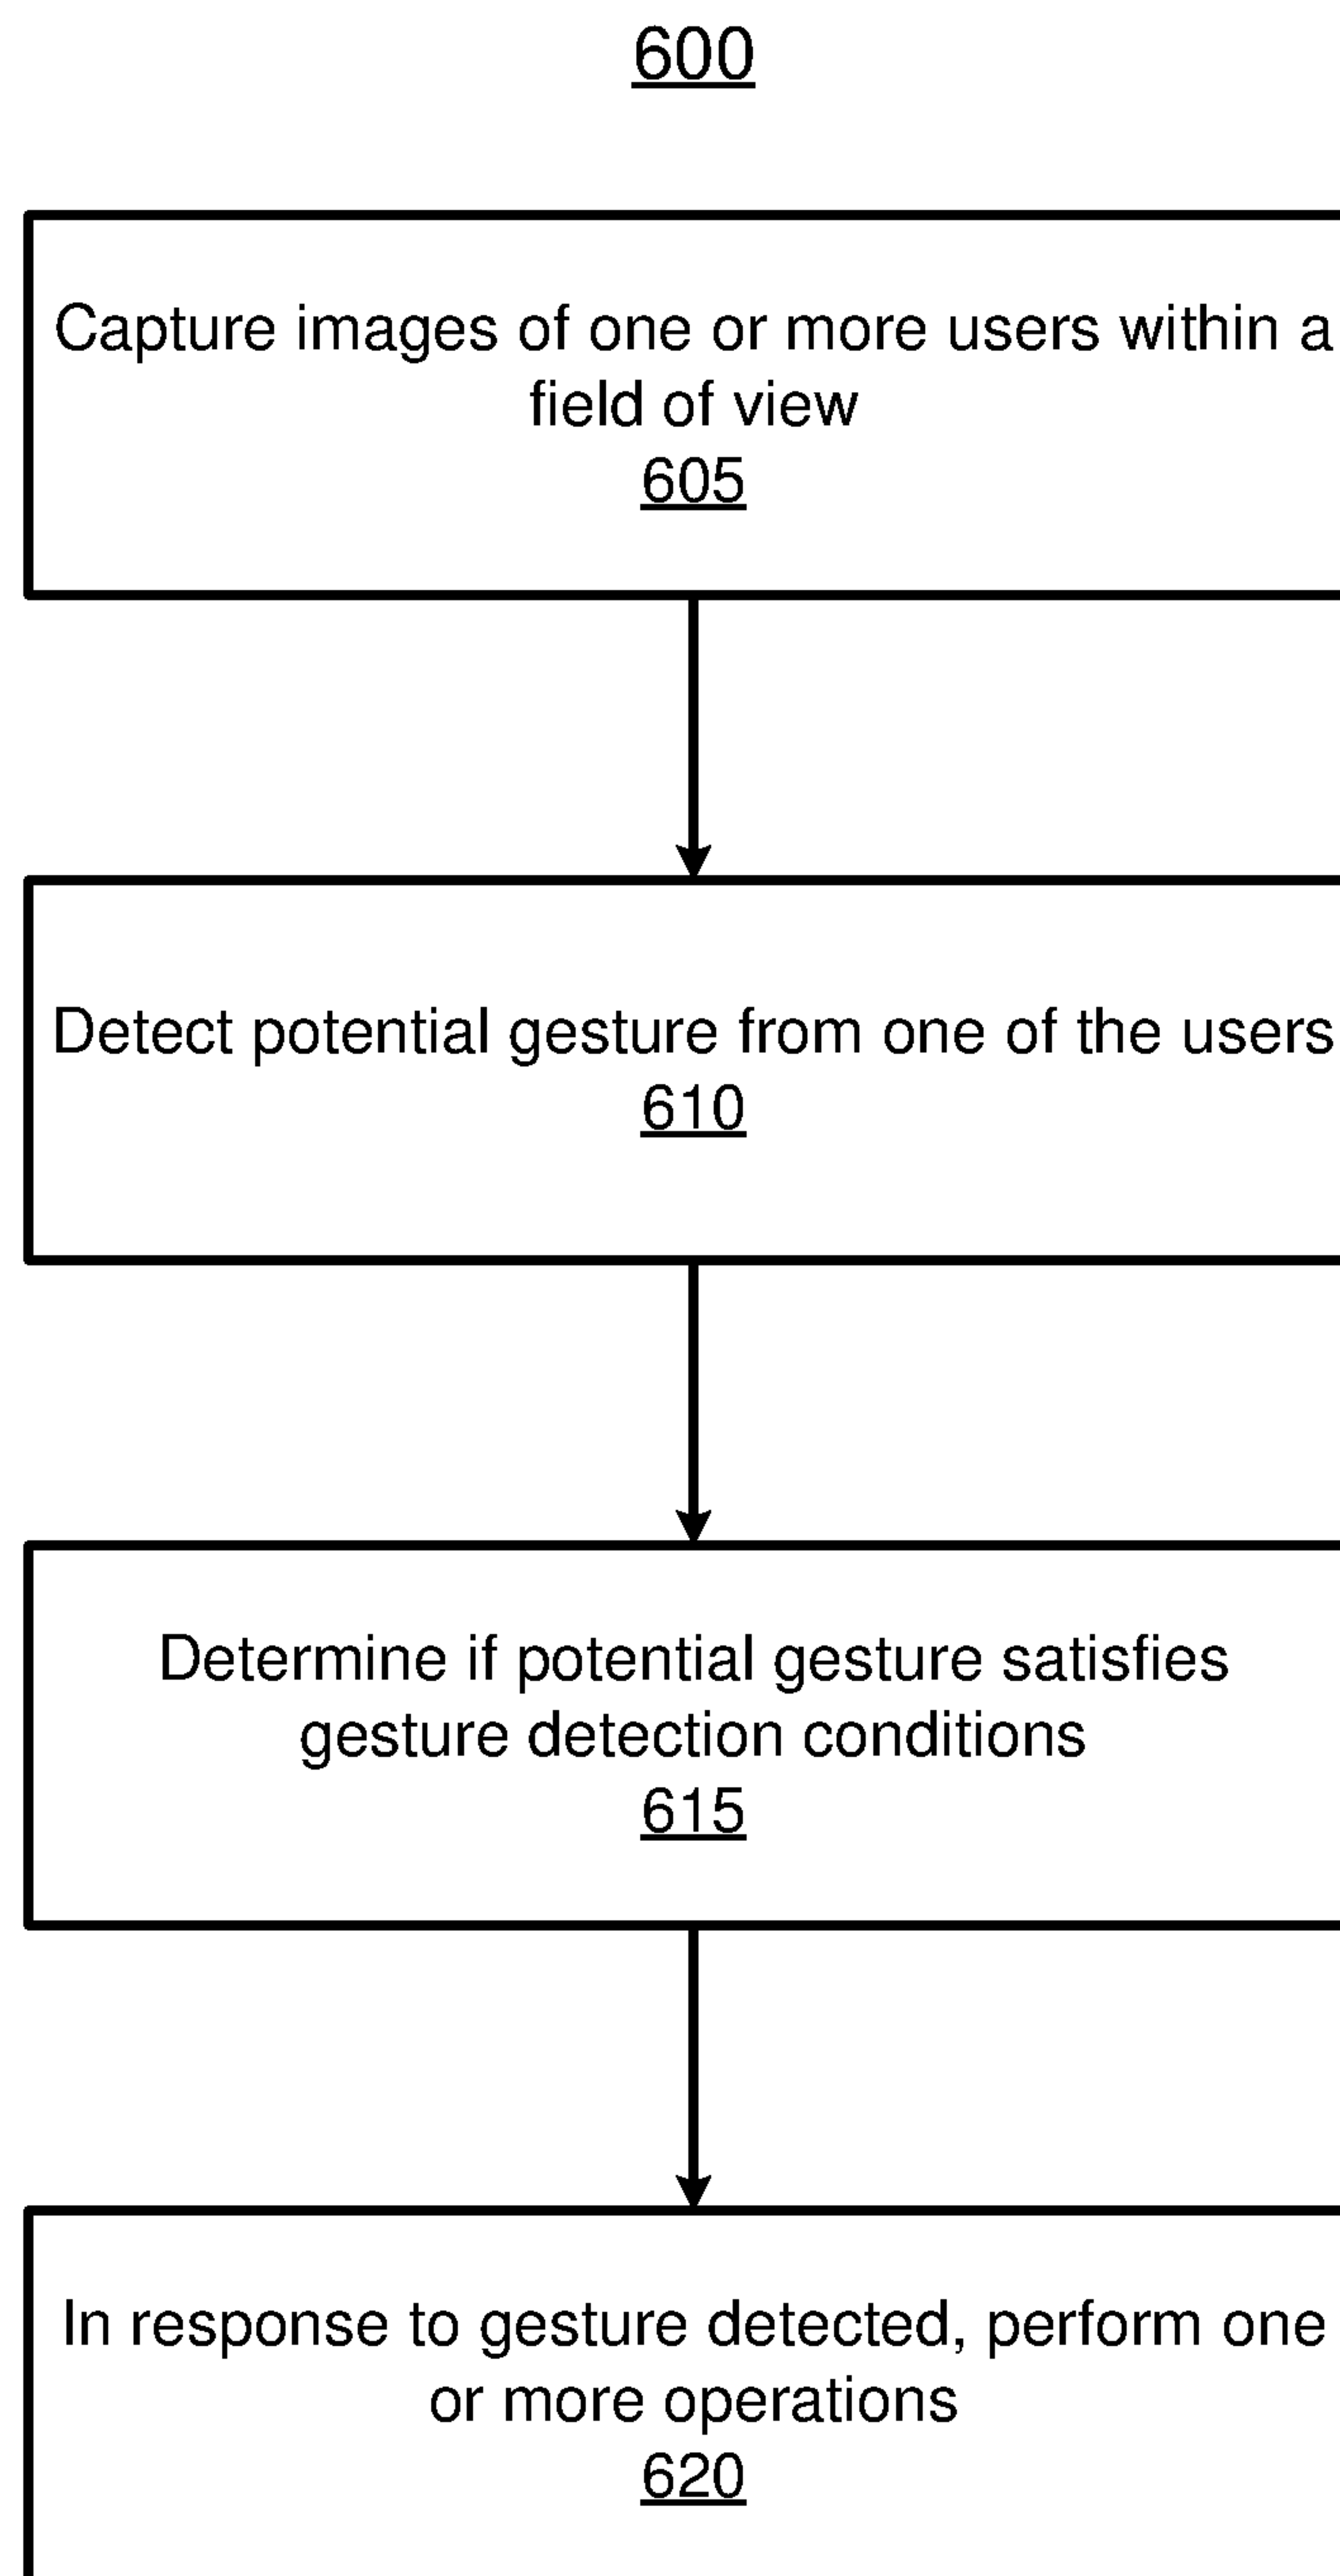 600
Capture images of one or more users within a
field of view
605
Detect potential gesture from one of the users
610
Determine if potential gesture satisfies
gesture detection conditions
615
In response to gesture detected, perform one
or more operations
620